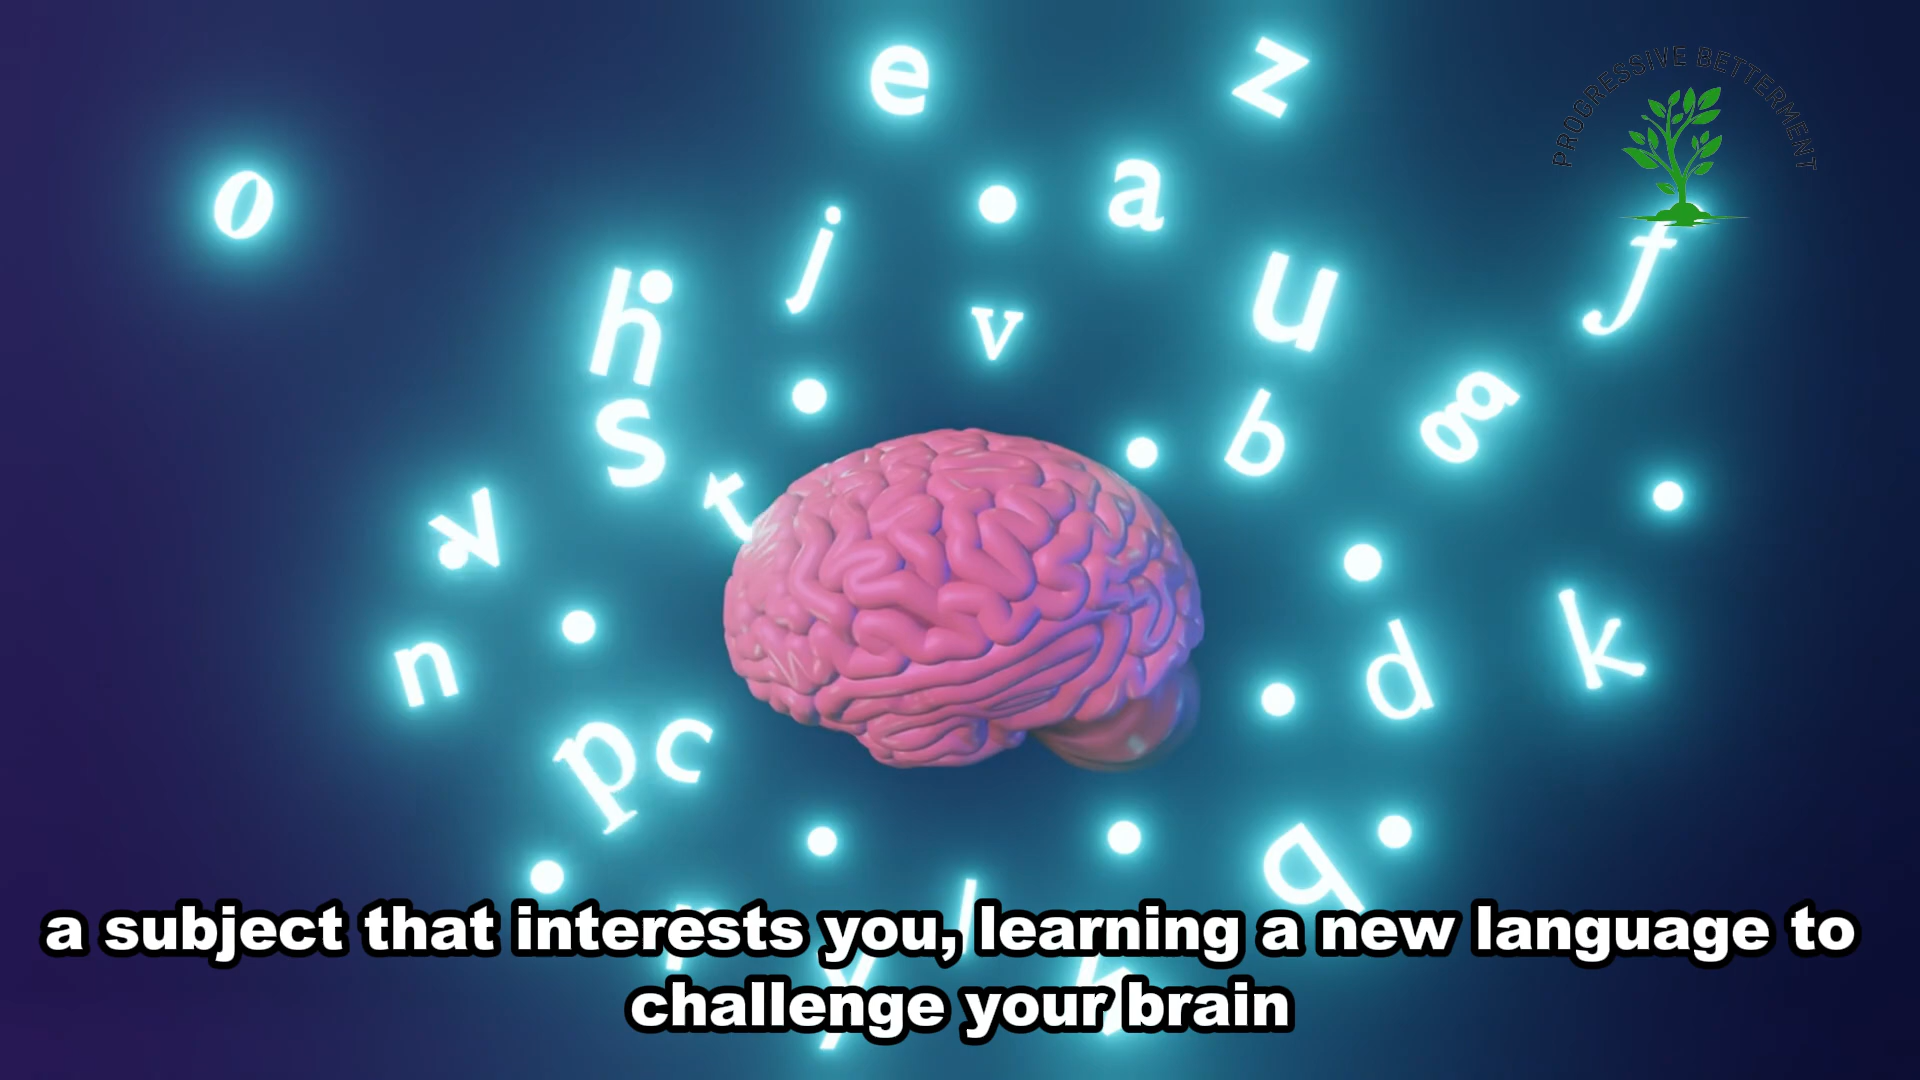 PROGRESSIVE BETTERMENT
e
z
o
a
j
h
u
f
v
s
b
g
a
t
v
n
d
k
p
c
q
a subject that interests you, learning a new language to
challenge your brain